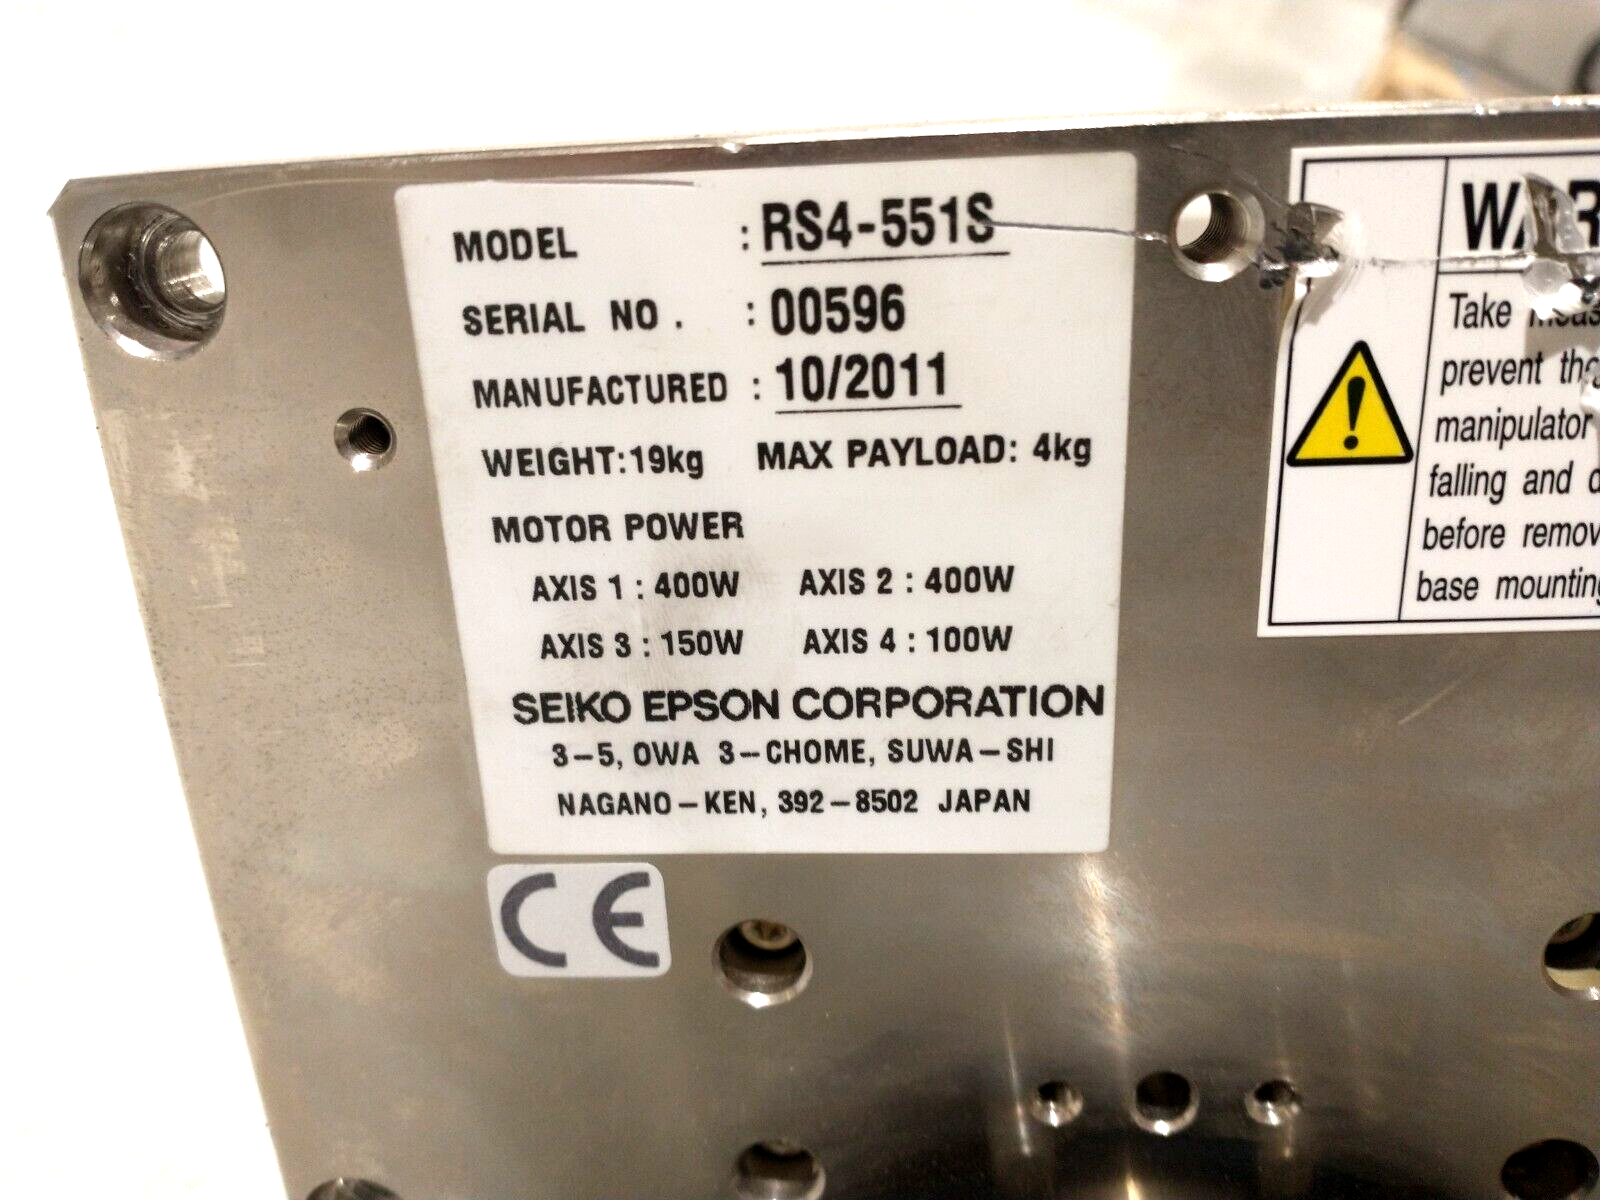 MODEL : RS4-551S
SERIAL NO. : 00596
MANUFACTURED : 10/2011
WEIGHT:19kg MAX PAYLOAD: 4kg
MOTOR POWER
AXIS 1 : 400W AXIS 2 : 400W
AXIS 3 : 150W AXIS 4 : 100W
SEIKO EPSON CORPORATION
3-5, OWA 3-CHOME, SUWA-SHI
NAGANO-KEN, 392-8502 JAPAN
CE
Take
prevent
manipulator
falling and
before
base